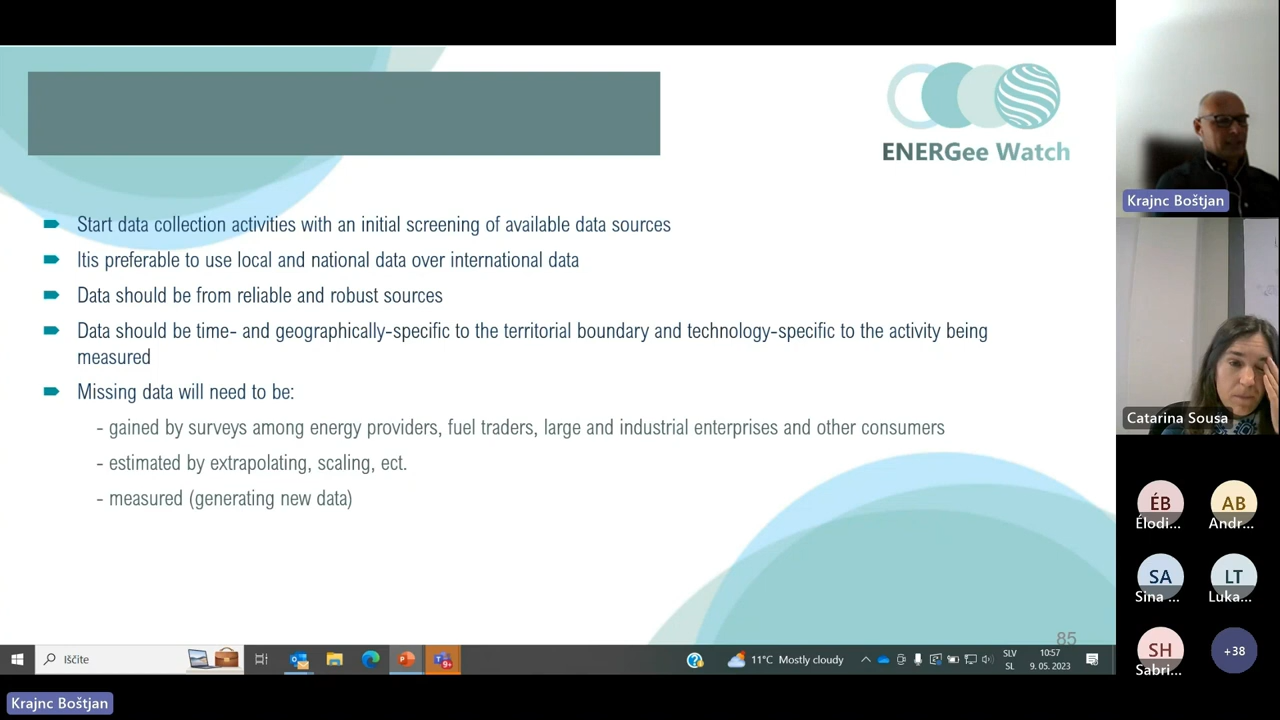 ENERGee Watch
Start data collection activities with an initial screening of available data sources
Itis preferable to use local and national data over international data
Data should be from reliable and robust sources
Data should be time- and geographically-specific to the territorial boundary and technology-specific to the activity being
measured
Missing data will need to be:
- gained by surveys among energy providers, fuel traders, large and industrial enterprises and other consumers
- estimated by extrapolating, scaling, ect.
- measured (generating new data)
85
Iščite
11°C Mostly cloudy
SLV
SL
10:57
9. 05. 2023
Krajnc Boštjan
Krajnc Boštjan
Catarina Sousa
ÉB
Élodi...
AB
Andr...
SA
Sina ...
LT
Luka...
SH
Sabri...
+38